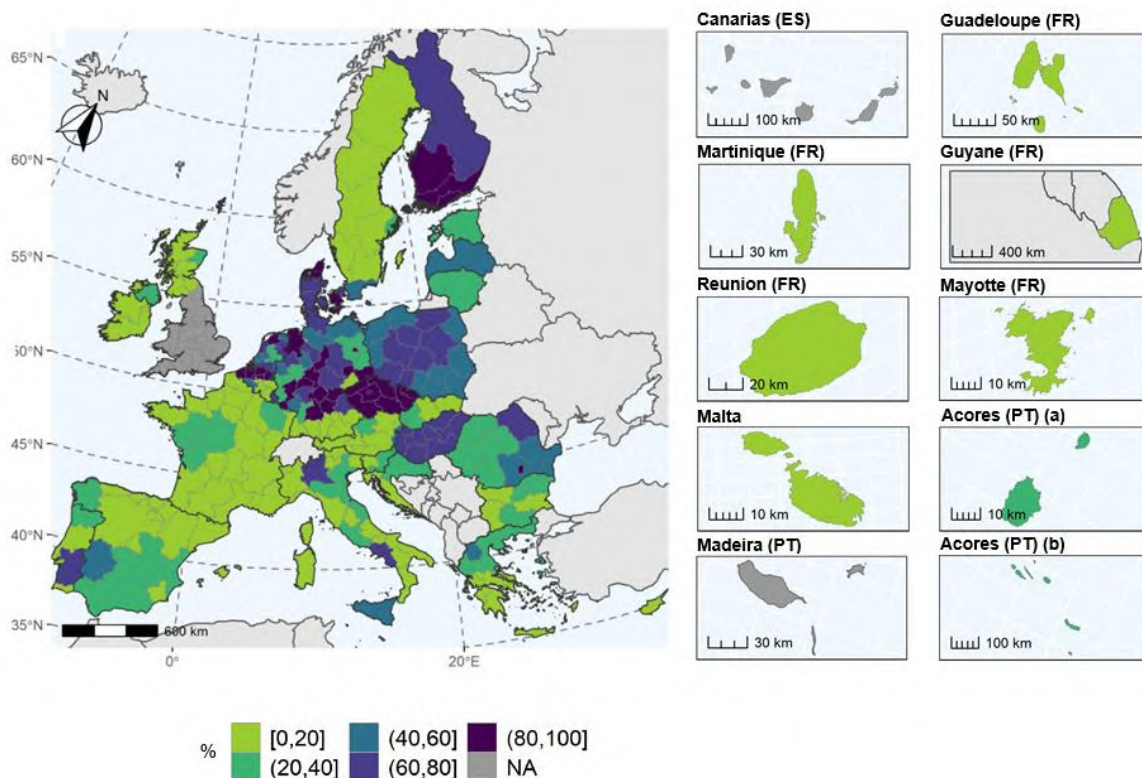 65°N
60°N
55°N
50°N
45°N
40°N
35°N
N
600 km
0°
20°E
Canarias (ES)
100 km
Guadeloupe (FR)
50 km
Martinique (FR)
30 km
Guyane (FR)
400 km
Reunion (FR)
20 km
Mayotte (FR)
10 km
Malta
10 km
Acores (PT) (a)
10 km
Madeira (PT)
30 km
Acores (PT) (b)
100 km
%
[0,20]
(40,60]
(80,100]
(20,40]
(60,80]
NA